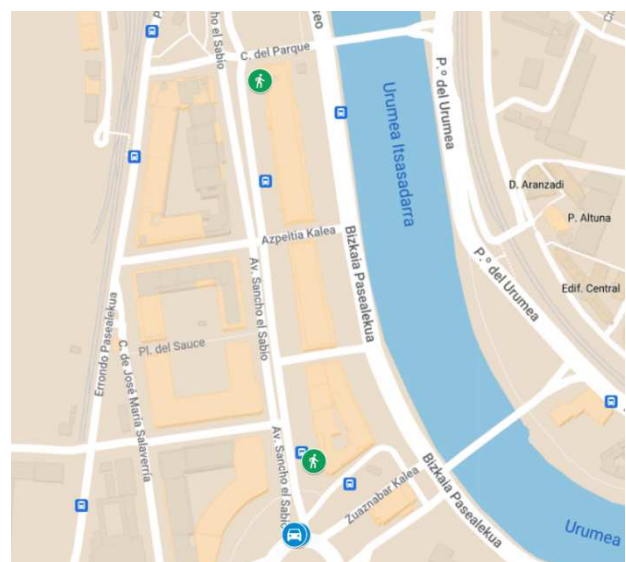 Sancho el Sabio
C. del Parque
P.º del Urumea
Urumea Itsasadarra
D. Aranzadi
P. Altuna
Azpeitia Kalea
Bizkaia Pasealekua
P.º del Urumea
Edif. Central
Av. Sancho el Sabio
Errondo Pasealekua
Pl. del Sauce
C. de José María Salaverría
Av. Sancho el Sabio
Zuaznabar Kalea
Bizkaia Pasealekua
Urumea